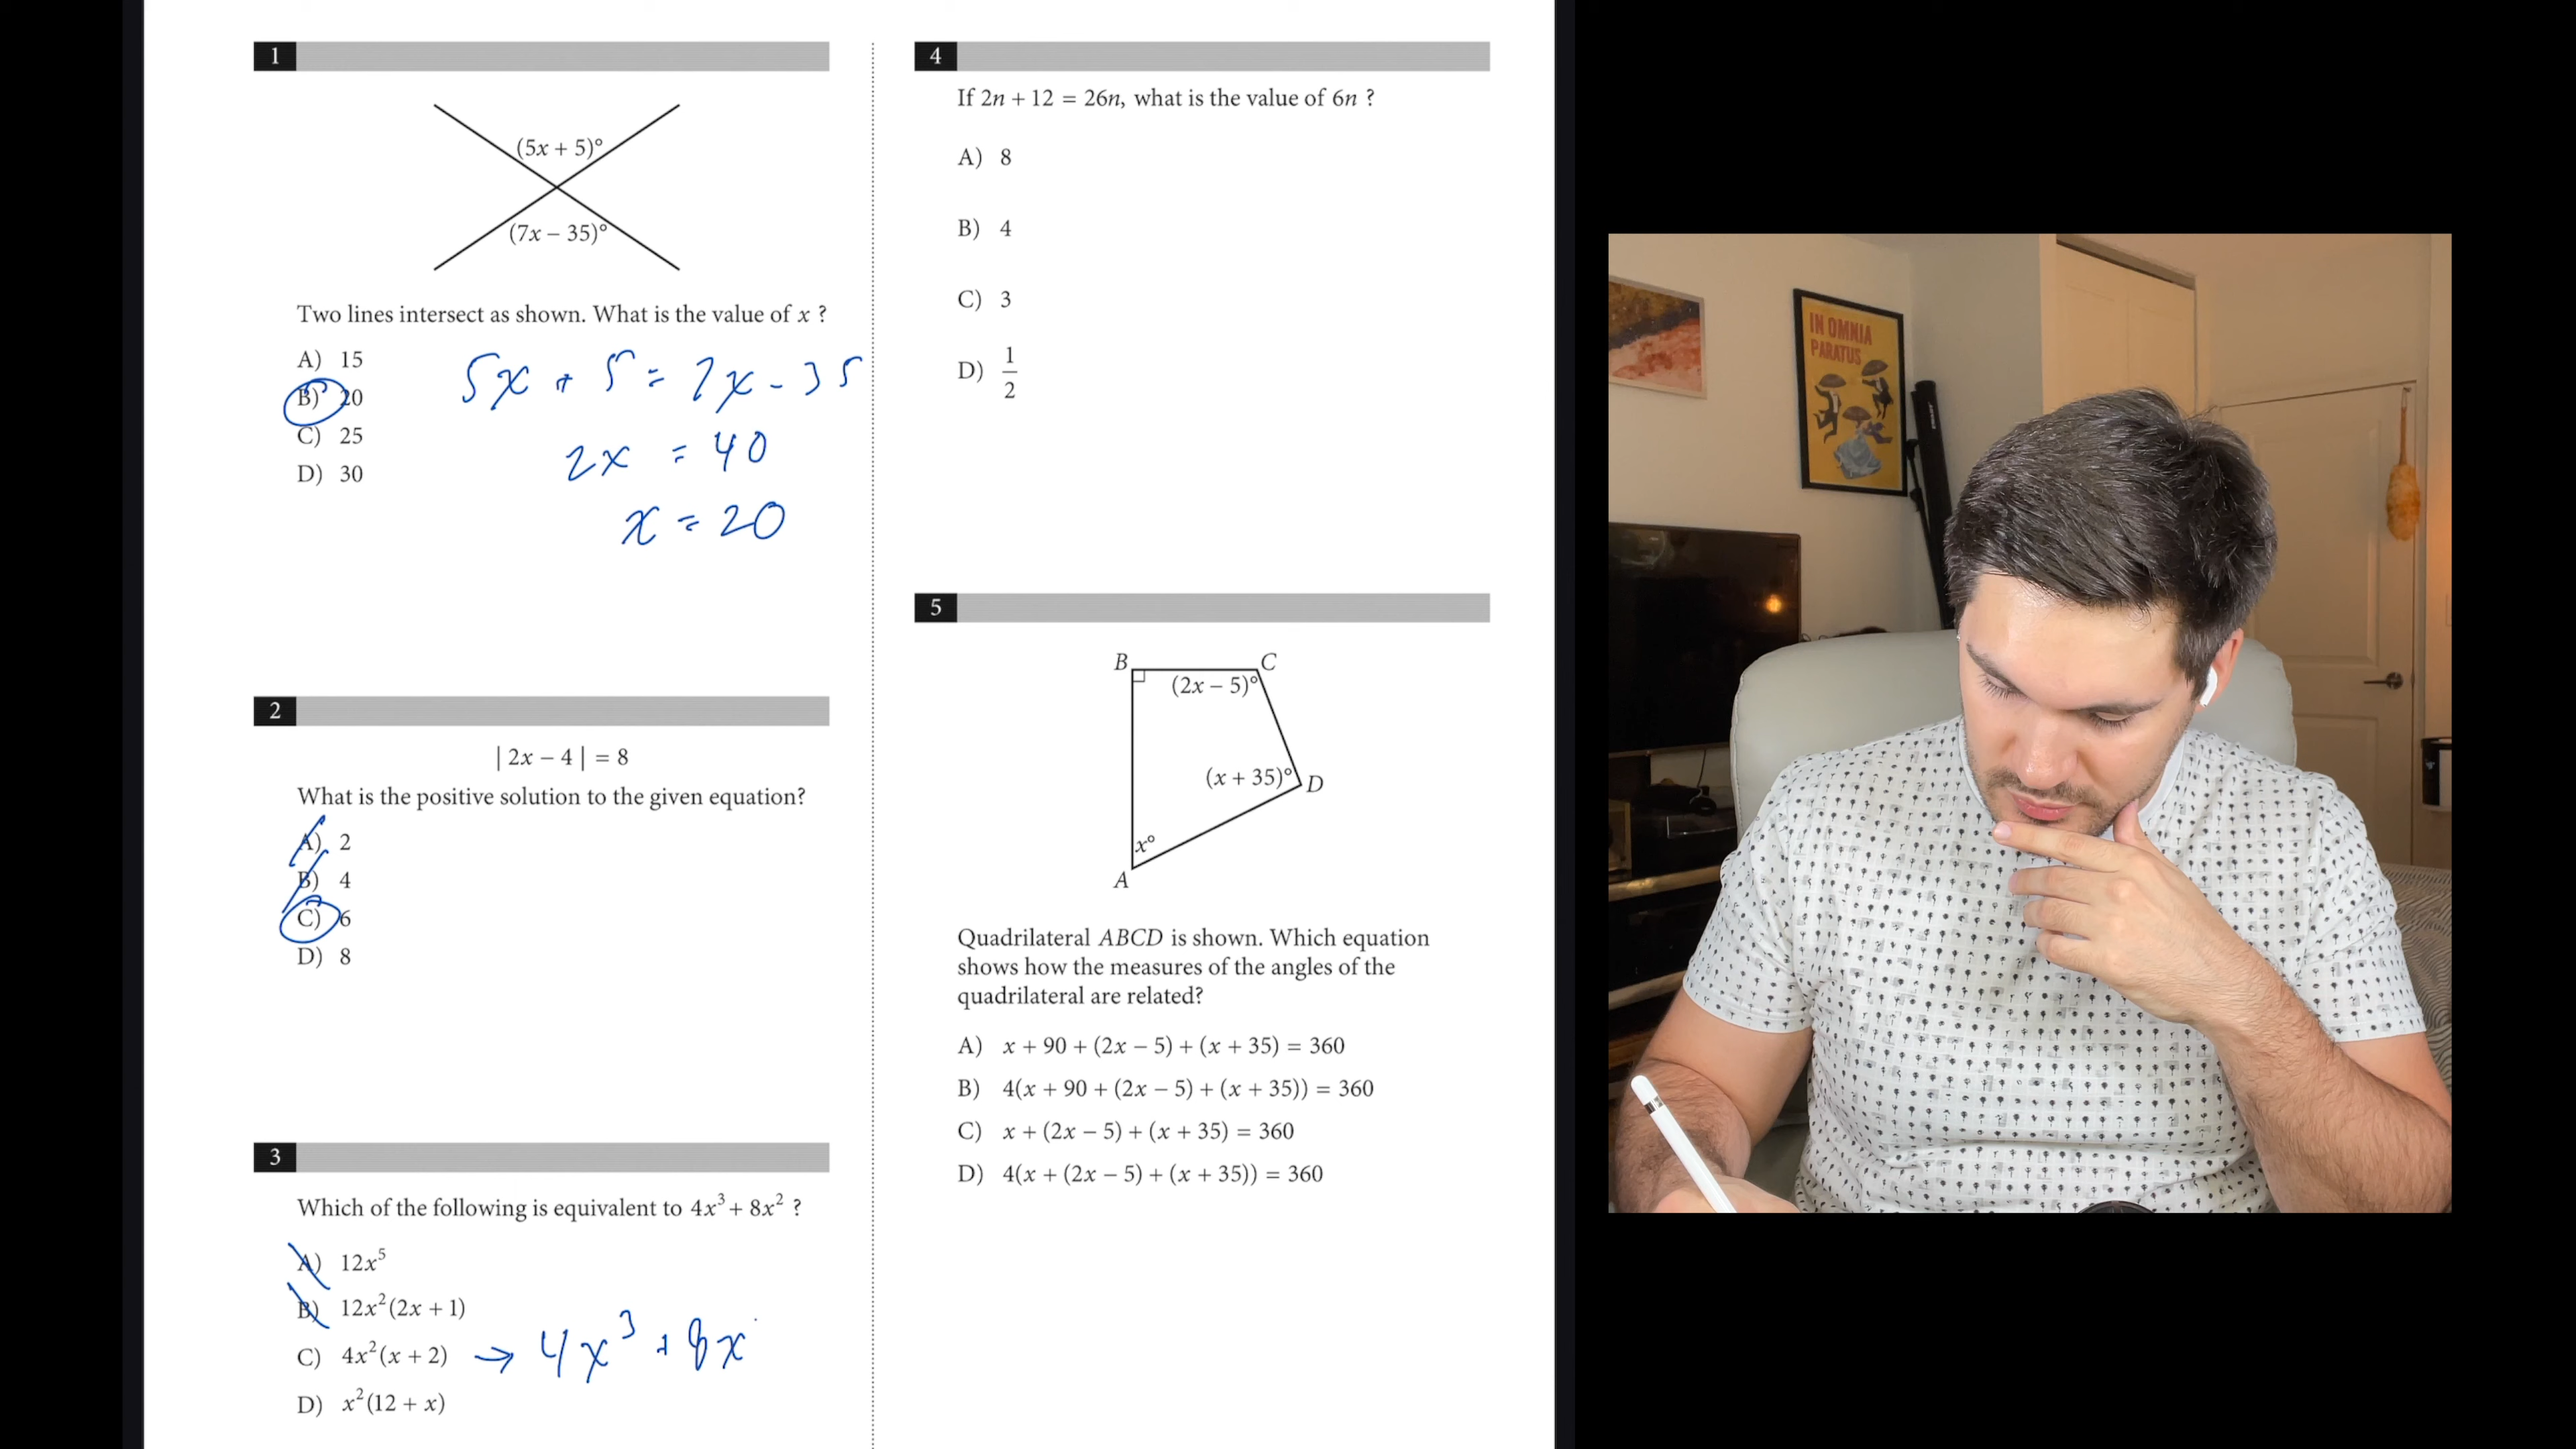 1
(5x + 5)°
(7x – 35)°
Two lines intersect as shown. What is the value of x ?
A) 15
B) 20
C) 25
D) 30
5x + 5 = 7x - 35
2x = 40
x = 20
2
| 2x – 4 | = 8
What is the positive solution to the given equation?
A) 2
B) 4
C) 6
D) 8
3
Which of the following is equivalent to 4x³ + 8x² ?
A) 12x⁵
B) 12x²(2x + 1)
C) 4x²(x + 2) → 4x³ + 8x
D) x²(12 + x)
4
If 2n + 12 = 26n, what is the value of 6n ?
A) 8
B) 4
C) 3
D) 1/2
5
B C
(2x – 5)°
(x + 35)° D
x°
A
Quadrilateral ABCD is shown. Which equation
shows how the measures of the angles of the
quadrilateral are related?
A) x + 90 + (2x – 5) + (x + 35) = 360
B) 4(x + 90 + (2x – 5) + (x + 35)) = 360
C) x + (2x – 5) + (x + 35) = 360
D) 4(x + (2x – 5) + (x + 35)) = 360
IN OMNIA
PARATUS